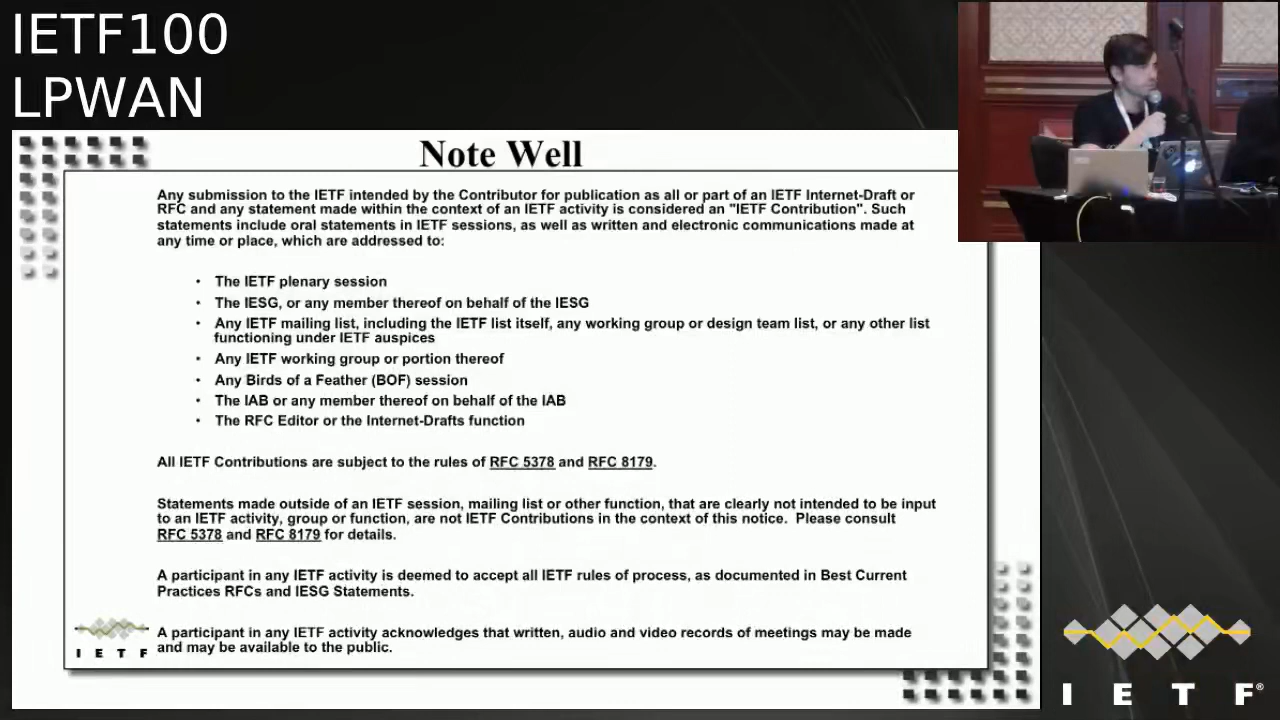 IETF100
LPWAN
Note Well
Any submission to the IETF intended by the Contributor for publication as all or part of an IETF Internet-Draft or
RFC and any statement made within the context of an IETF activity is considered an "IETF Contribution". Such
statements include oral statements in IETF sessions, as well as written and electronic communications made at
any time or place, which are addressed to:
• The IETF plenary session
• The IESG, or any member thereof on behalf of the IESG
• Any IETF mailing list, including the IETF list itself, any working group or design team list, or any other list
functioning under IETF auspices
• Any IETF working group or portion thereof
• Any Birds of a Feather (BOF) session
• The IAB or any member thereof on behalf of the IAB
• The RFC Editor or the Internet-Drafts function
All IETF Contributions are subject to the rules of RFC 5378 and RFC 8179.
Statements made outside of an IETF session, mailing list or other function, that are clearly not intended to be input
to an IETF activity, group or function, are not IETF Contributions in the context of this notice. Please consult
RFC 5378 and RFC 8179 for details.
A participant in any IETF activity is deemed to accept all IETF rules of process, as documented in Best Current
Practices RFCs and IESG Statements.
A participant in any IETF activity acknowledges that written, audio and video records of meetings may be made
and may be available to the public.
I E T F
I E T F®